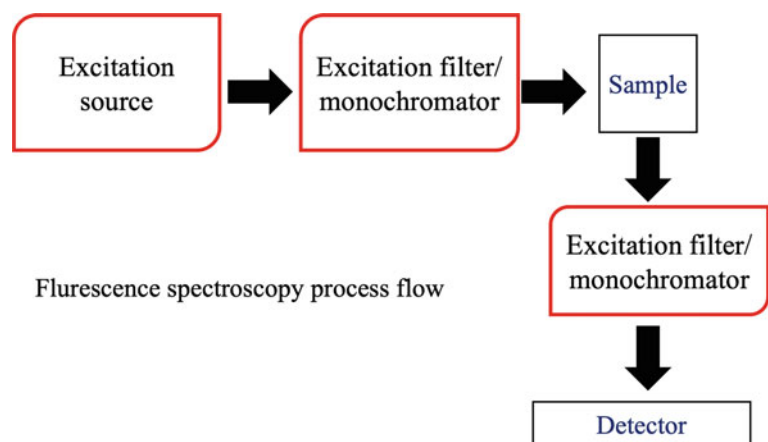 Excitation
source
Excitation filter/
monochromator
Sample
Excitation filter/
monochromator
Flurescence spectroscopy process flow
Detector